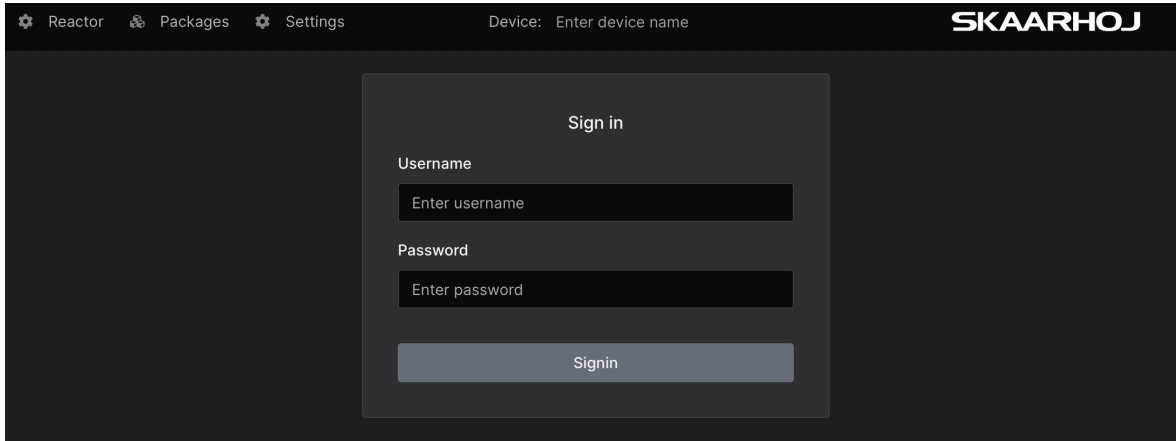 Reactor Packages Settings Device: Enter device name SKAARHOJ
Sign in
Username
Enter username
Password
Enter password
Signin